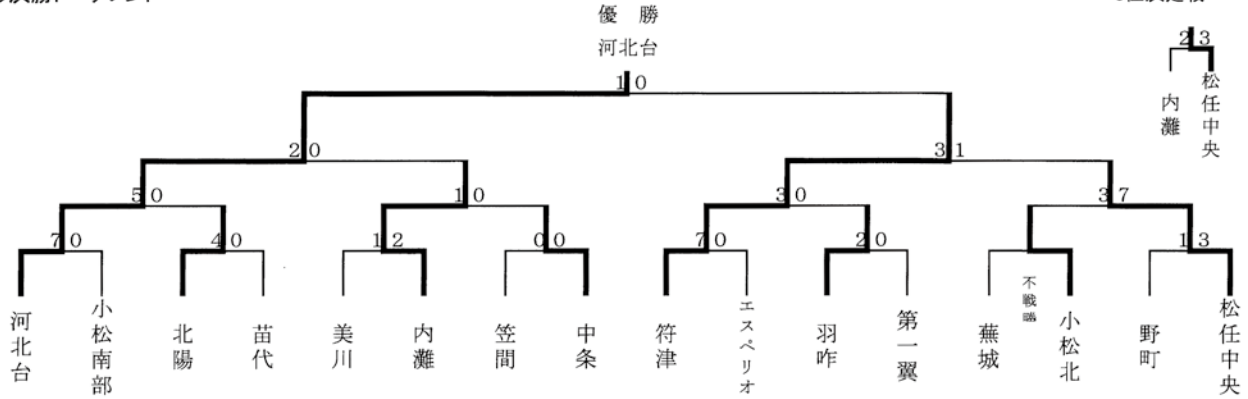 優 勝
河北台
2 3
内灘
松任中央
1 0
2 0
3 1
5 0
1 0
3 0
3 7
7 0
4 0
1 2
0 0
7 0
2 0
1 3
河北台
小松南部
北陽
苗代
美川
内灘
笠間
中条
符津
エスペリオ
羽咋
第一翼
蕪城
不戦勝
小松北
野町
松任中央